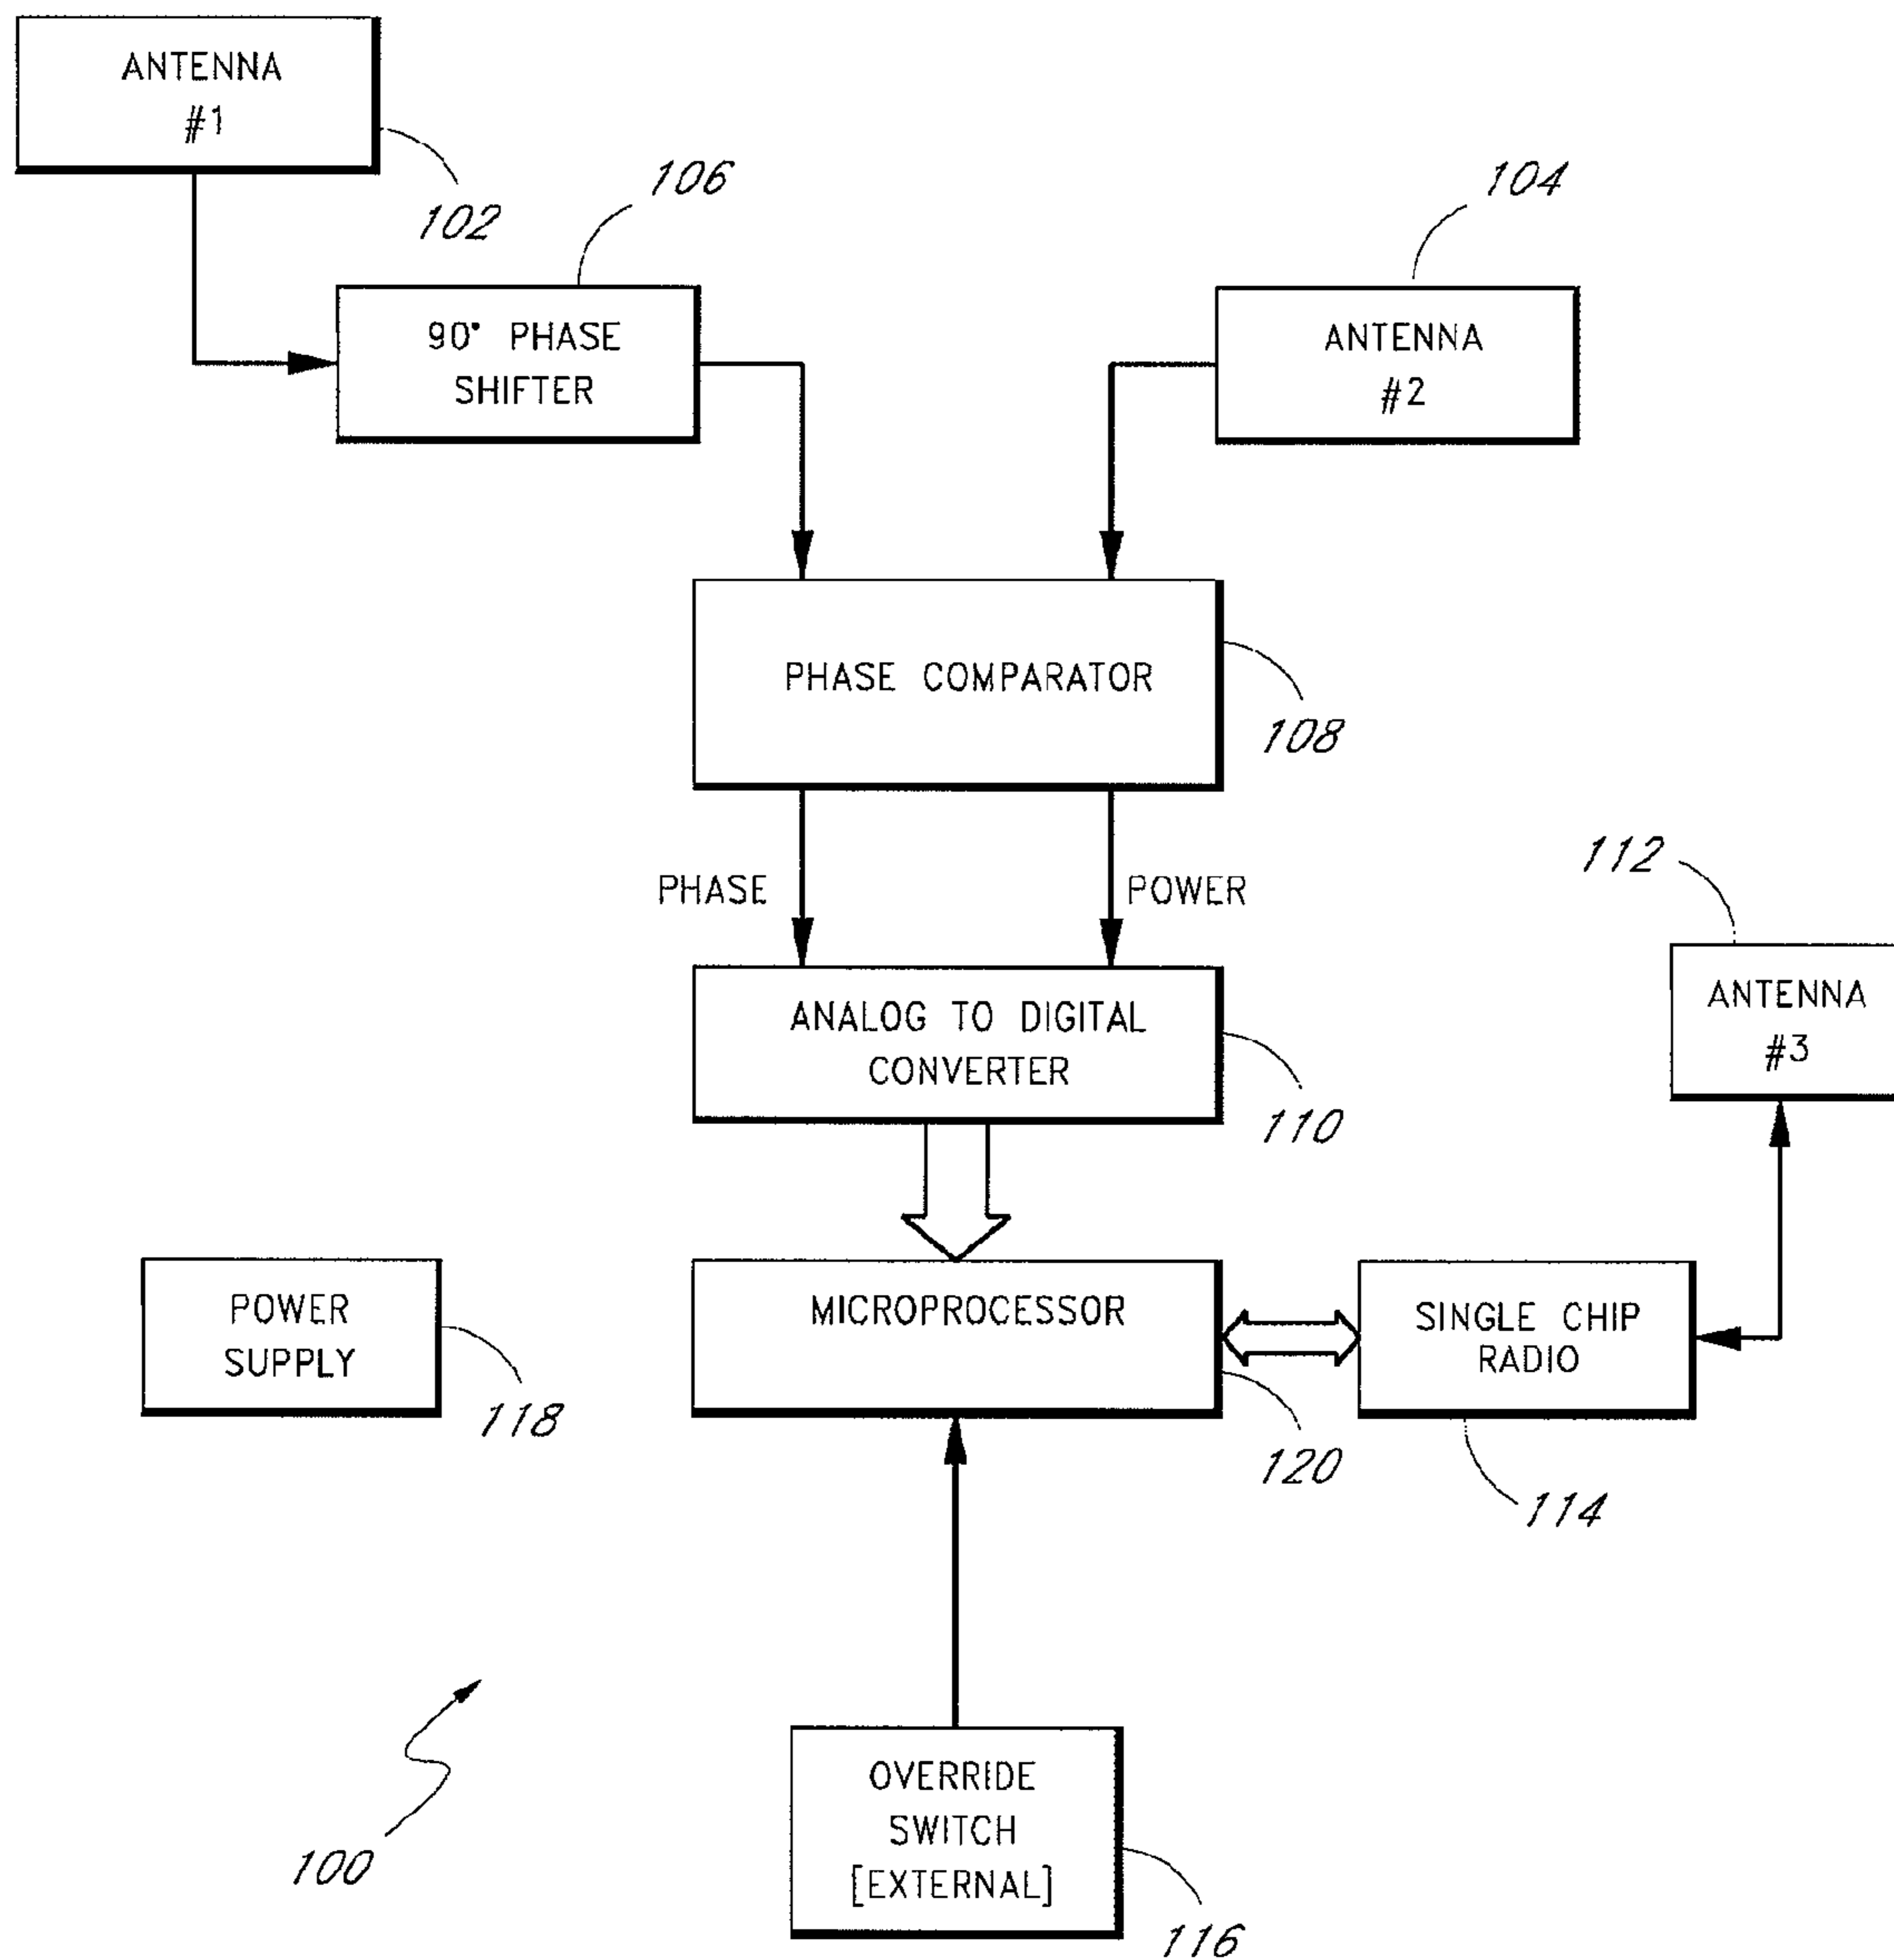 ANTENNA
#1
102
106
104
90° PHASE
SHIFTER
ANTENNA
#2
PHASE COMPARATOR
108
PHASE
POWER
112
ANALOG TO DIGITAL
CONVERTER
110
ANTENNA
#3
POWER
SUPPLY
118
MICROPROCESSOR
120
SINGLE CHIP
RADIO
114
100
OVERRIDE
SWITCH
[EXTERNAL]
116